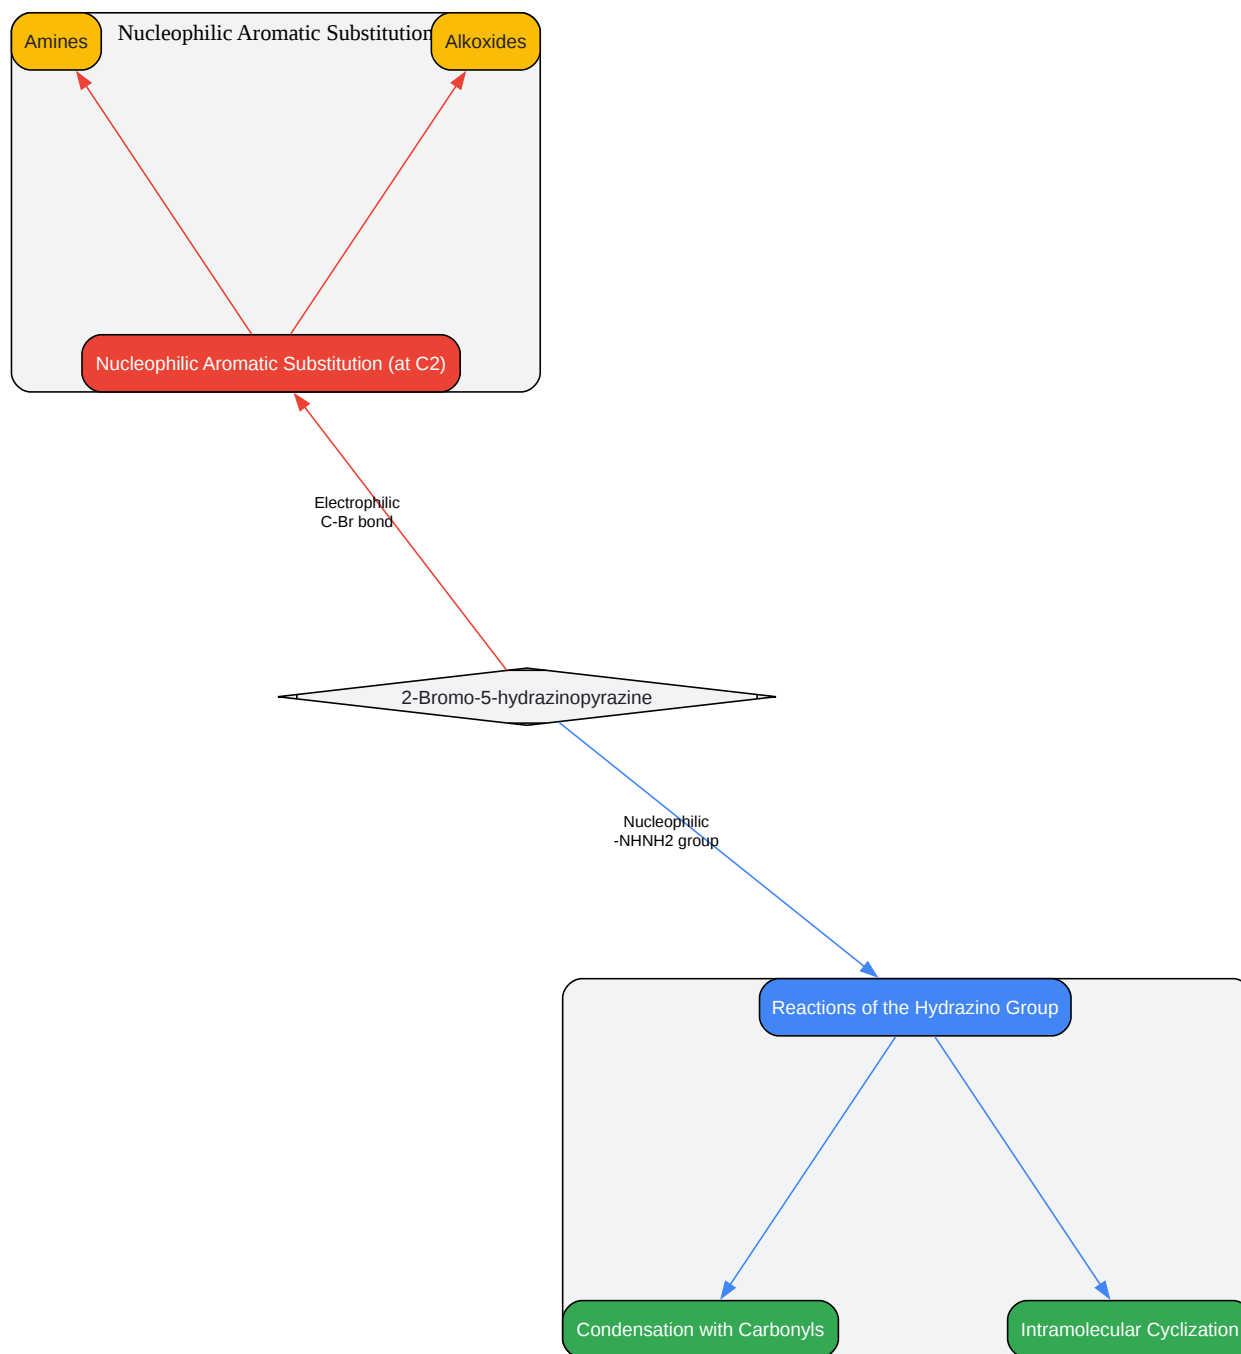 Amines
Nucleophilic Aromatic Substitution
Alkoxides
Nucleophilic Aromatic Substitution (at C2)
Electrophilic
C-Br bond
2-Bromo-5-hydrazinopyrazine
Nucleophilic
-NHNH2 group
Reactions of the Hydrazino Group
Condensation with Carbonyls
Intramolecular Cyclization